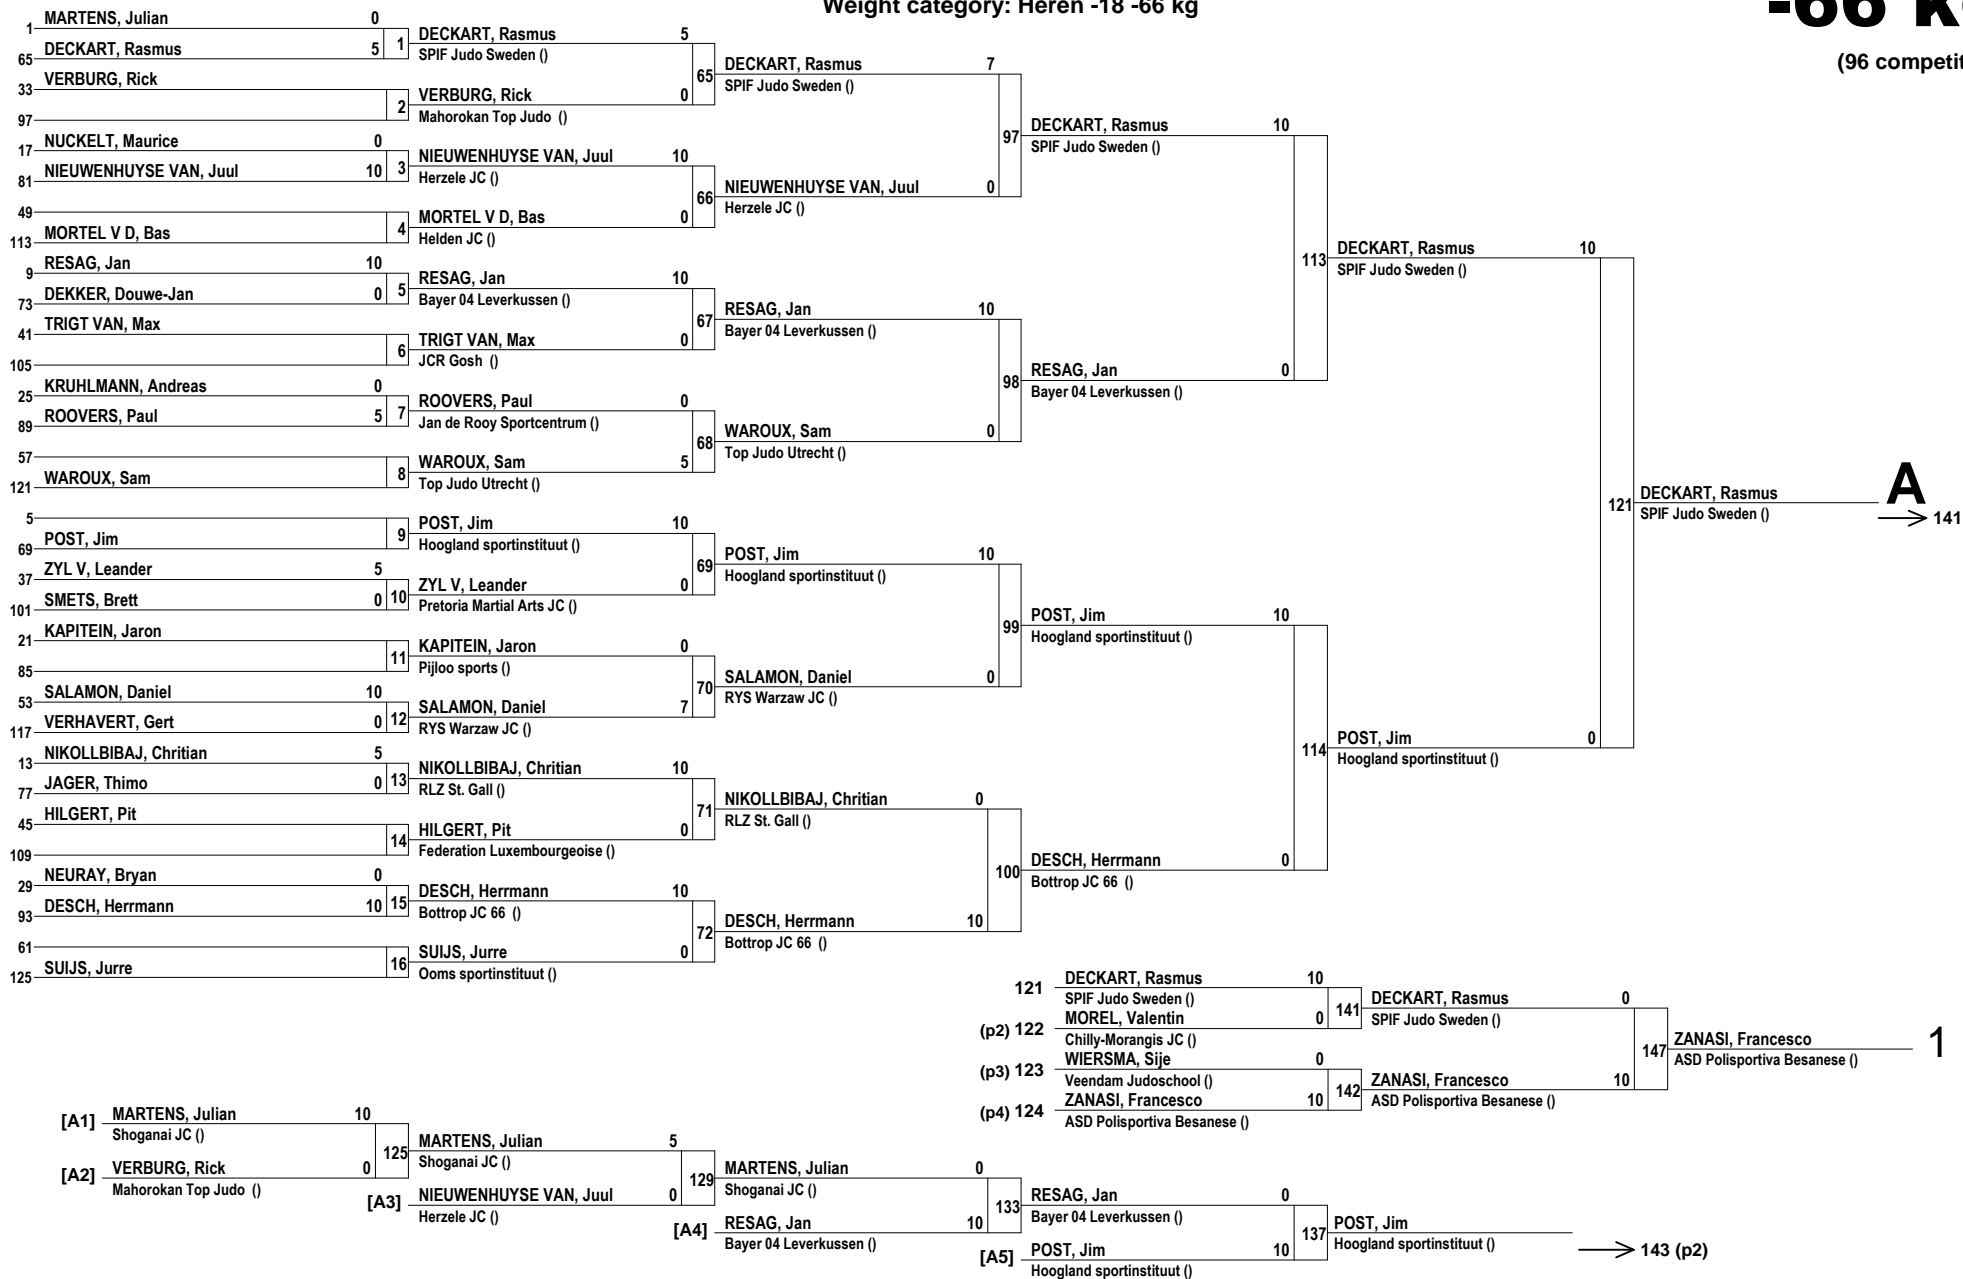 Weight category: Heren -18 -66 kg
(96
1 MARTENS, Julian 0
65 DECKART, Rasmus 5
1
33 VERBURG, Rick
97
2
17 NUCKELT, Maurice 0
81 NIEUWENHUYSE VAN, Juul 10
3
49
113 MORTEL V D, Bas
4
9 RESAG, Jan 10
73 DEKKER, Douwe-Jan 0
5
41 TRIGT VAN, Max
105
6
25 KRUHLMANN, Andreas 0
89 ROOVERS, Paul 5
7
57
121 WAROUX, Sam
8
5
69 POST, Jim
9
37 ZYL V, Leander 5
101 SMETS, Brett 0
10
21 KAPITEIN, Jaron
85
11
53 SALAMON, Daniel 10
117 VERHAVERT, Gert 0
12
13 NIKOLLBIBAJ, Chritian 5
77 JAGER, Thimo 0
13
45 HILGERT, Pit
109
14
29 NEURAY, Bryan 0
93 DESCH, Herrmann 10
15
61
125 SUIJS, Jurre
16
DECKART, Rasmus 5
SPIF Judo Sweden ()
65
VERBURG, Rick 0
Mahorokan Top Judo ()
NIEUWENHUYSE VAN, Juul 10
Herzele JC ()
66
MORTEL V D, Bas 0
Helden JC ()
RESAG, Jan 10
Bayer 04 Leverkussen ()
67
TRIGT VAN, Max 0
JCR Gosh ()
ROOVERS, Paul 0
Jan de Rooy Sportcentrum ()
68
WAROUX, Sam 5
Top Judo Utrecht ()
POST, Jim 10
Hoogland sportinstituut ()
69
ZYL V, Leander 0
Pretoria Martial Arts JC ()
KAPITEIN, Jaron 0
Pijloo sports ()
70
SALAMON, Daniel 7
RYS Warzaw JC ()
NIKOLLBIBAJ, Chritian 10
RLZ St. Gall ()
71
HILGERT, Pit 0
Federation Luxembourgeoise ()
DESCH, Herrmann 10
Bottrop JC 66 ()
72
SUIJS, Jurre 0
Ooms sportinstituut ()
DECKART, Rasmus 7
SPIF Judo Sweden ()
97
NIEUWENHUYSE VAN, Juul 0
Herzele JC ()
RESAG, Jan 10
Bayer 04 Leverkussen ()
98
WAROUX, Sam 0
Top Judo Utrecht ()
POST, Jim 10
Hoogland sportinstituut ()
99
SALAMON, Daniel 0
RYS Warzaw JC ()
NIKOLLBIBAJ, Chritian 0
RLZ St. Gall ()
100
DESCH, Herrmann 10
Bottrop JC 66 ()
DECKART, Rasmus 10
SPIF Judo Sweden ()
113
RESAG, Jan 0
Bayer 04 Leverkussen ()
POST, Jim 10
Hoogland sportinstituut ()
114
DESCH, Herrmann 0
Bottrop JC 66 ()
DECKART, Rasmus 10
SPIF Judo Sweden ()
121
POST, Jim 0
Hoogland sportinstituut ()
DECKART, Rasmus
SPIF Judo Sweden ()
A
141
121 DECKART, Rasmus 10
SPIF Judo Sweden ()
141
(p2) 122 MOREL, Valentin 0
Chilly-Morangis JC ()
(p3) 123 WIERSMA, Sije 0
Veendam Judoschool ()
142
(p4) 124 ZANASI, Francesco 10
ASD Polisportiva Besanese ()
DECKART, Rasmus 0
SPIF Judo Sweden ()
147
ZANASI, Francesco 10
ASD Polisportiva Besanese ()
ZANASI, Francesco 1
ASD Polisportiva Besanese ()
[A1] MARTENS, Julian 10
Shoganai JC ()
125
[A2] VERBURG, Rick 0
Mahorokan Top Judo ()
MARTENS, Julian 5
Shoganai JC ()
129
[A3] NIEUWENHUYSE VAN, Juul 0
Herzele JC ()
MARTENS, Julian 0
Shoganai JC ()
133
[A4] RESAG, Jan 10
Bayer 04 Leverkussen ()
RESAG, Jan 0
Bayer 04 Leverkussen ()
137
[A5] POST, Jim 10
Hoogland sportinstituut ()
POST, Jim
Hoogland sportinstituut ()
143 (p2)